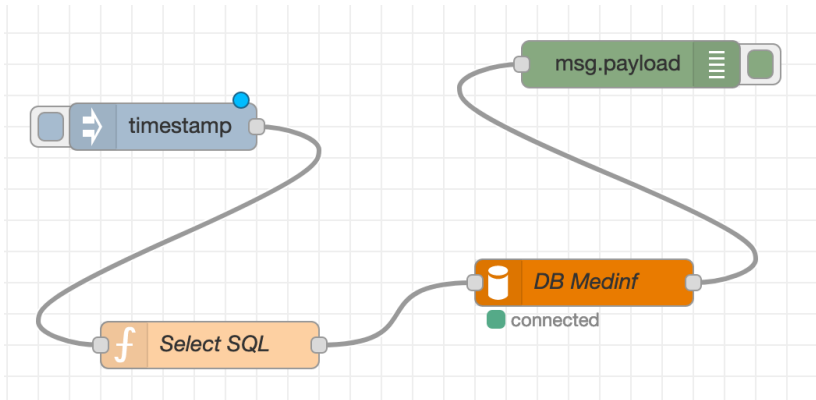 msg.payload
timestamp
DB Medinf
connected
Select SQL